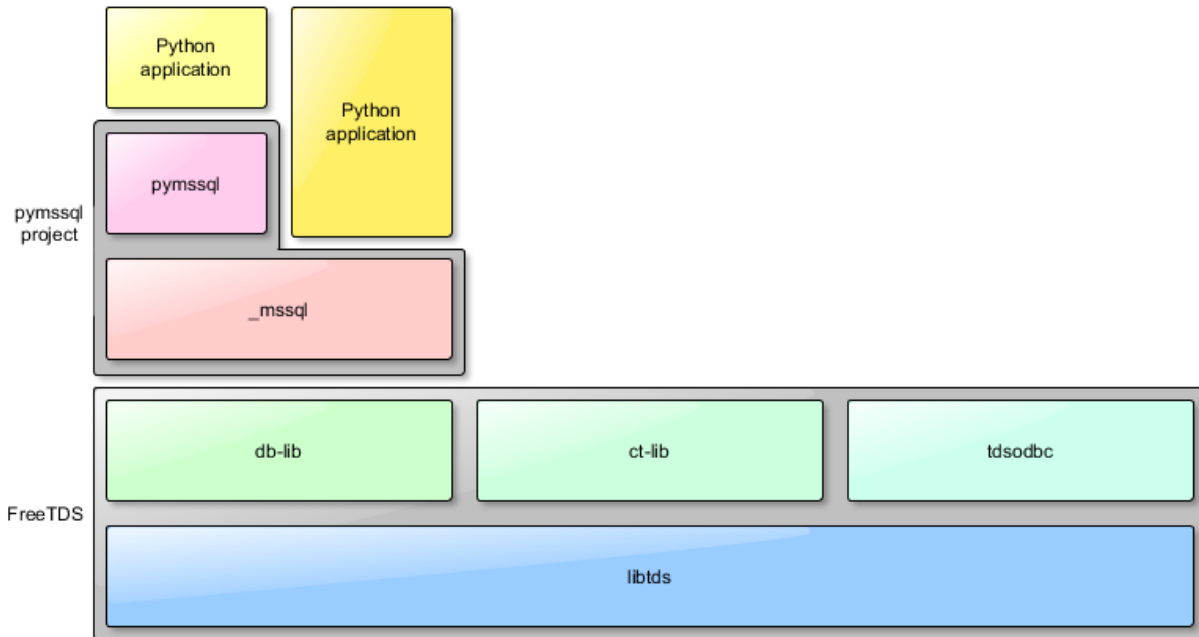 Python
application
Python
application
pymssql
pymssql
project
_mssql
db-lib
ct-lib
tdsodbc
FreeTDS
libtds